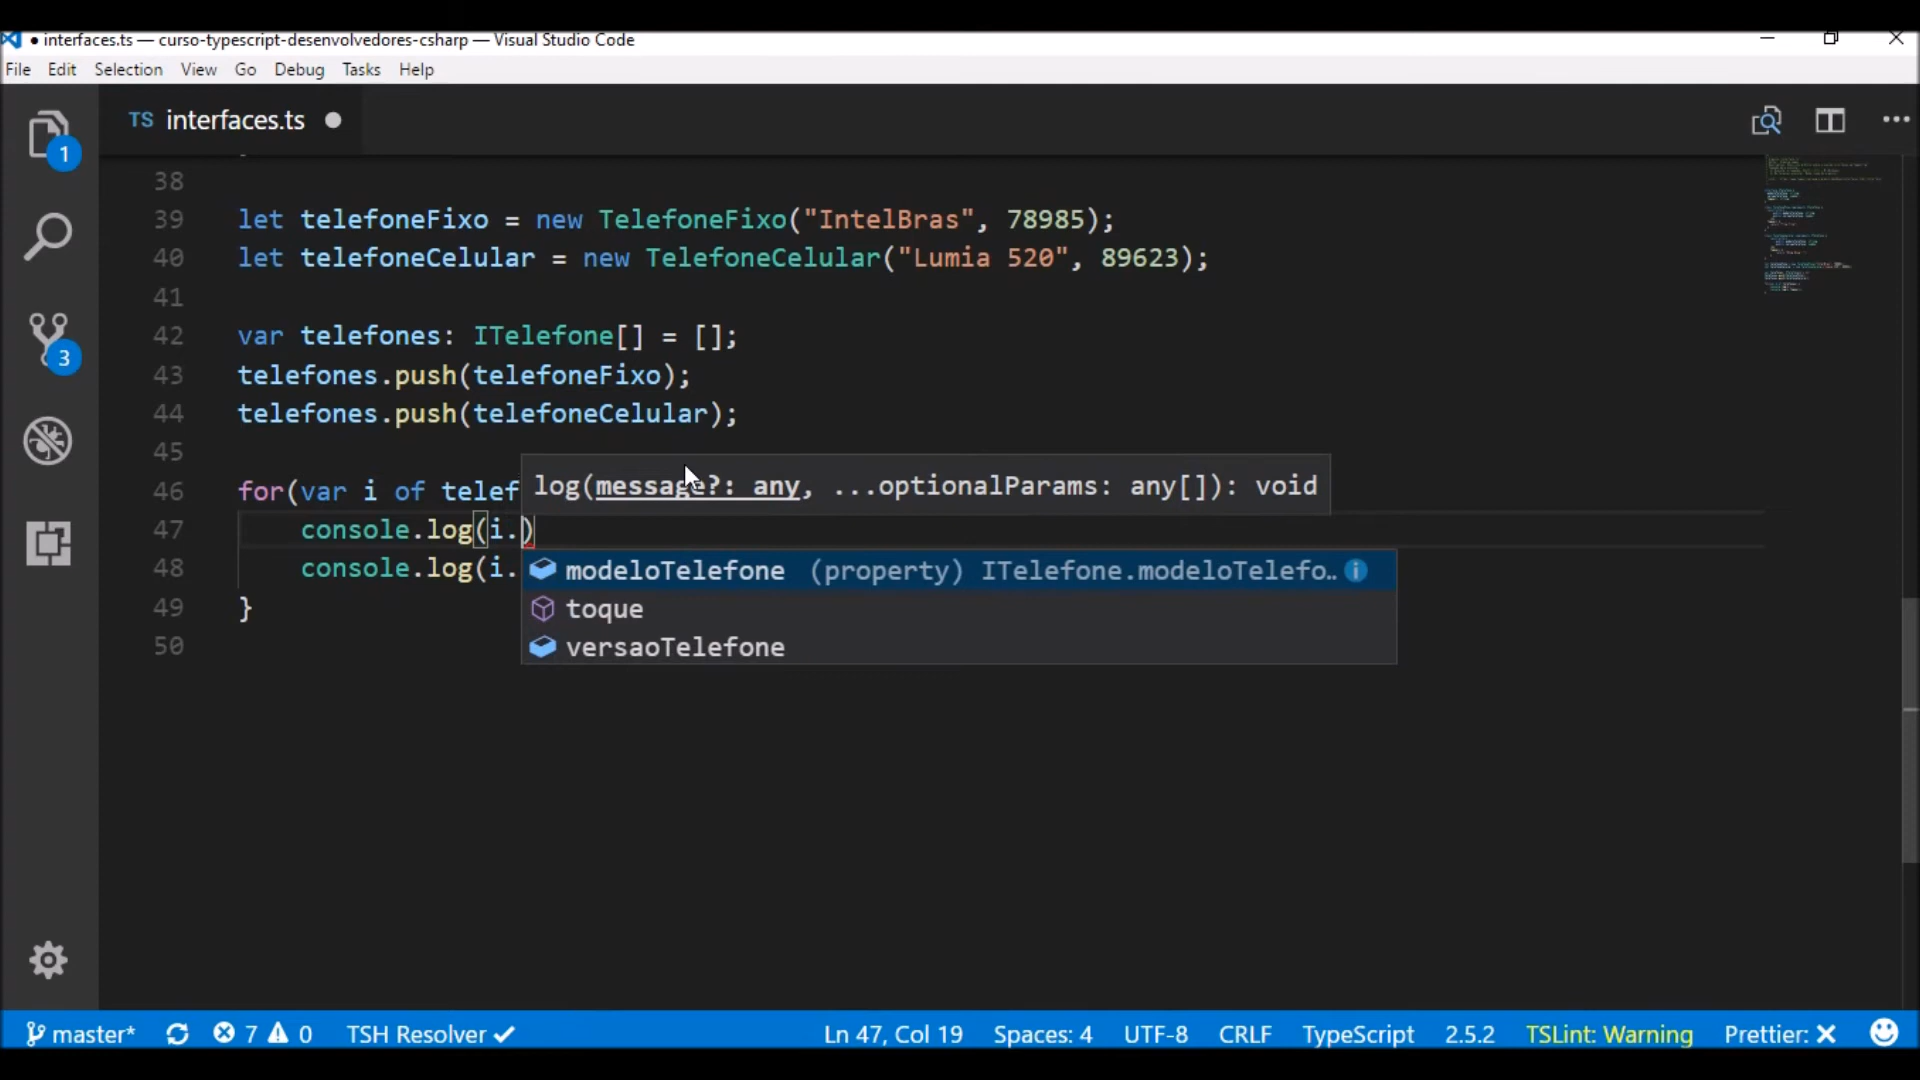 ● interfaces.ts — curso-typescript-desenvolvedores-csharp — Visual Studio Code
File Edit Selection View Go Debug Tasks Help
1
TS interfaces.ts ●
38
39 let telefoneFixo = new TelefoneFixo("IntelBras", 78985);
40 let telefoneCelular = new TelefoneCelular("Lumia 520", 89623);
41
42 var telefones: ITelefone[] = [];
43 telefones.push(telefoneFixo);
3
44 telefones.push(telefoneCelular);
45
46 for(var i of telef
log(message?: any, ...optionalParams: any[]): void
47 console.log(i.)
48 console.log(i.
modeloTelefone (property) ITelefone.modeloTelefo..
49 }
toque
50
versaoTelefone
master* 7 0 TSH Resolver ✓ Ln 47, Col 19 Spaces: 4 UTF-8 CRLF TypeScript 2.5.2 TSLint: Warning Prettier: ✕